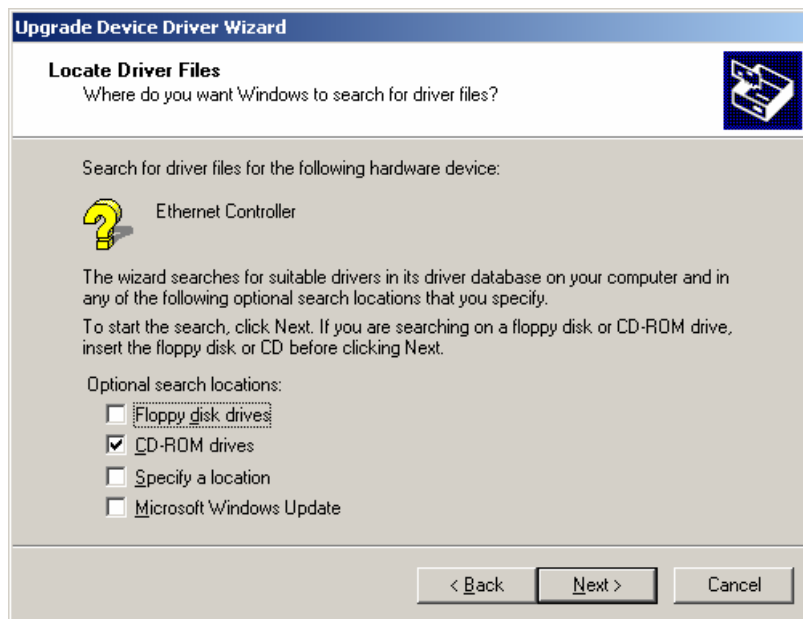 Upgrade Device Driver Wizard
Locate Driver Files
Where do you want Windows to search for driver files?
Search for driver files for the following hardware device:
Ethernet Controller
The wizard searches for suitable drivers in its driver database on your computer and in
any of the following optional search locations that you specify.
To start the search, click Next. If you are searching on a floppy disk or CD-ROM drive,
insert the floppy disk or CD before clicking Next.
Optional search locations:
Floppy disk drives
CD-ROM drives
Specify a location
Microsoft Windows Update
< Back Next > Cancel